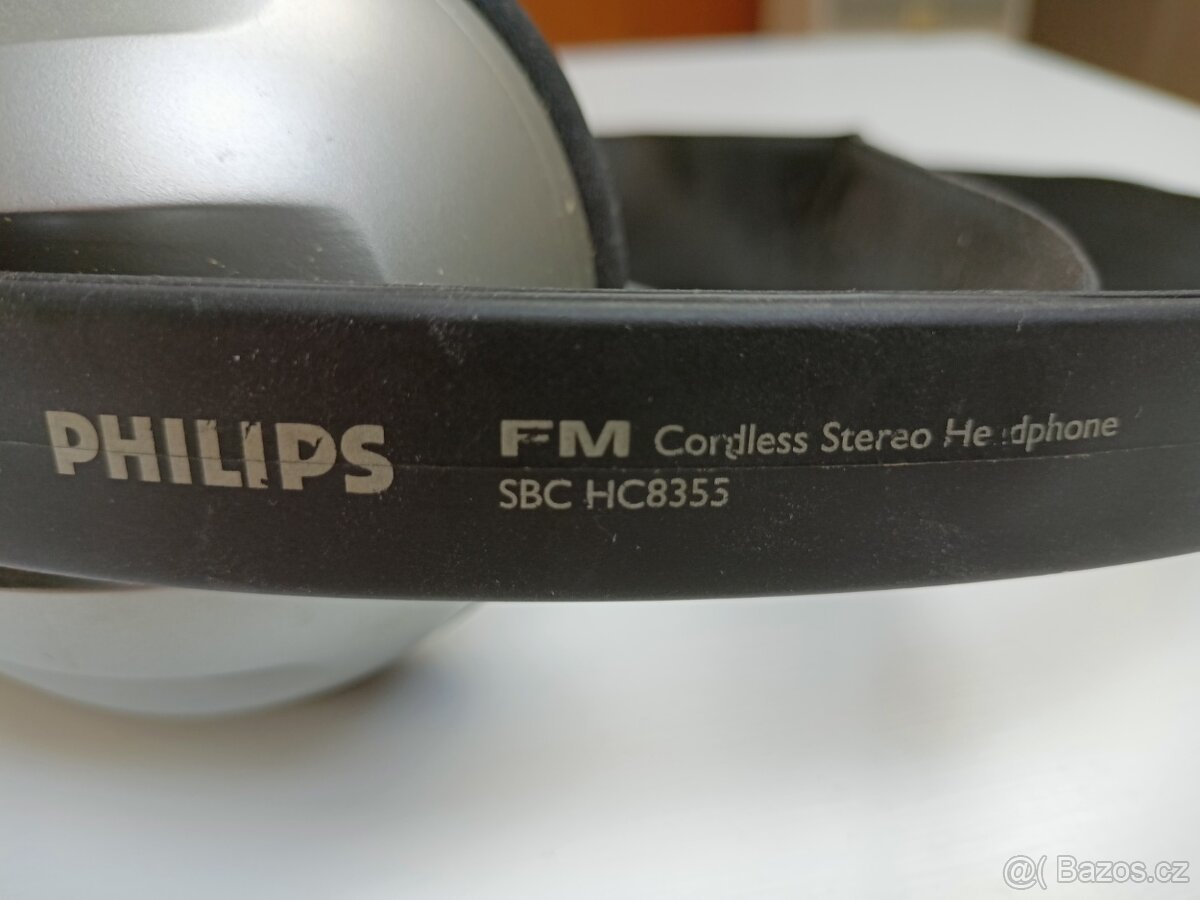 PHILIPS
FM Cordless Stereo Headphone
SBC HC8355
@( Bazos.cz